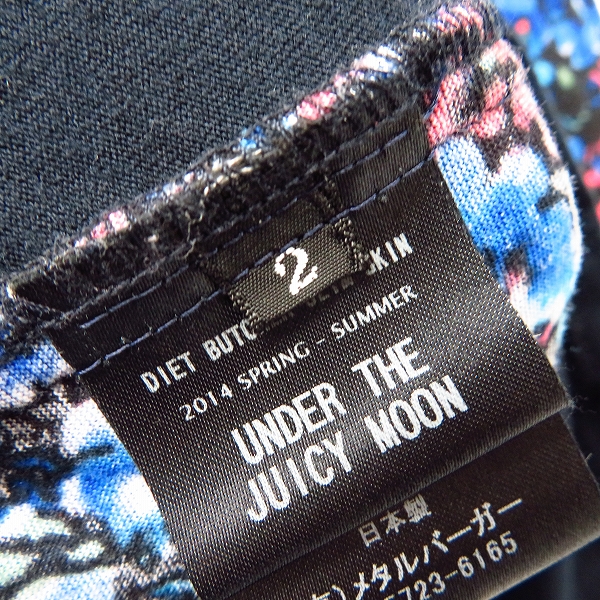 2
DIET BUTC SKIN
2014 SPRING - SUMMER
UNDER THE
JUICY MOON
日本製
)メタルバーガー
723-6165